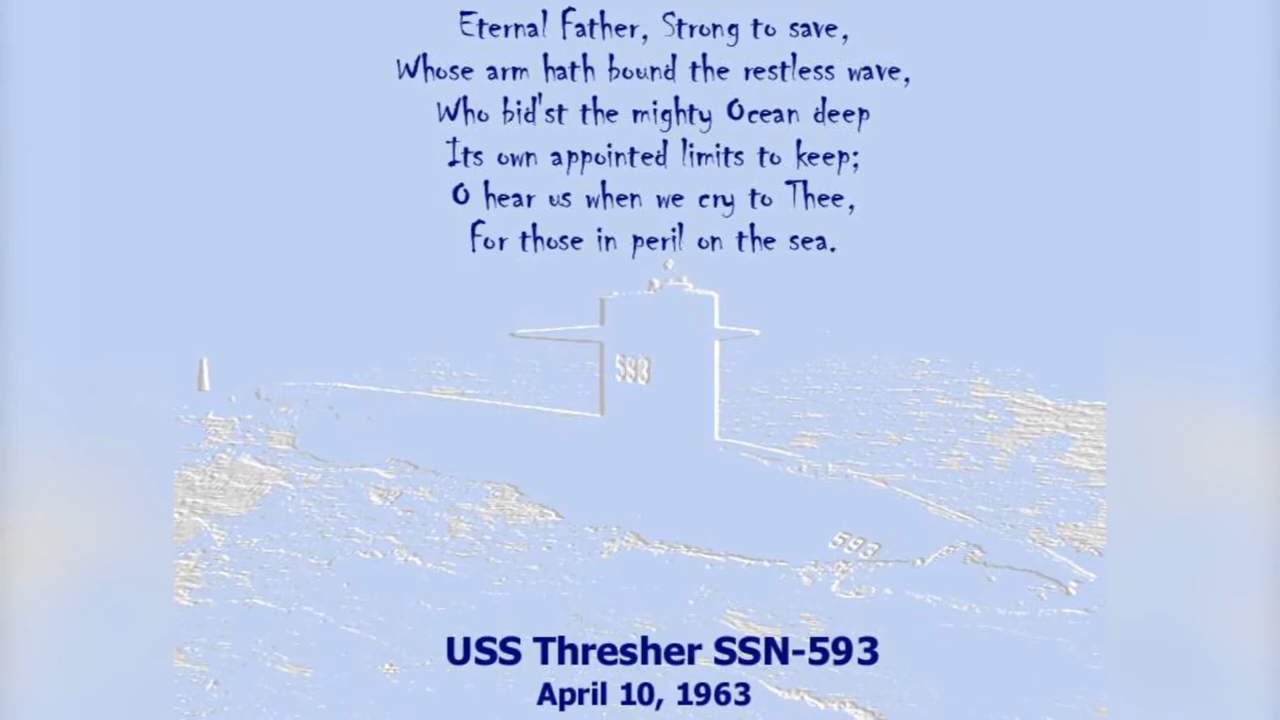 Eternal Father, Strong to save,
Whose arm hath bound the restless wave,
Who bid'st the mighty Ocean deep
Its own appointed limits to keep;
O hear us when we cry to Thee,
For those in peril on the sea.
593
593
USS Thresher SSN-593
April 10, 1963